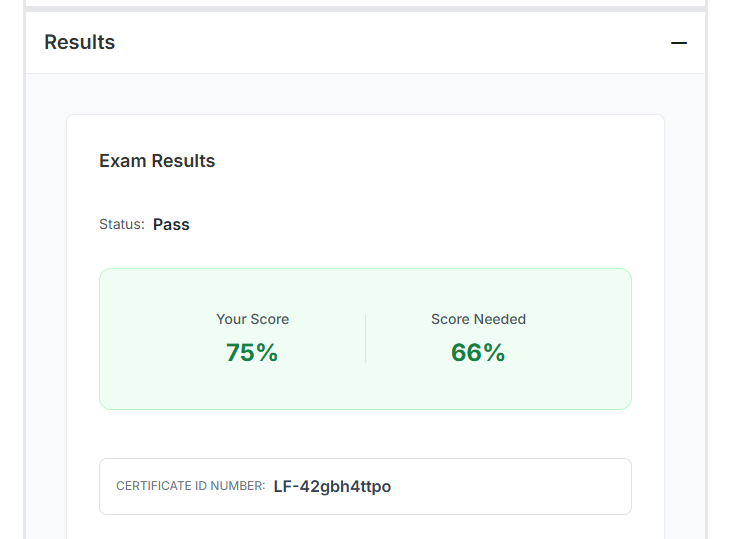 Results
Exam Results
Status: Pass
Your Score
75%
Score Needed
66%
CERTIFICATE ID NUMBER: LF-42gbh4ttpo